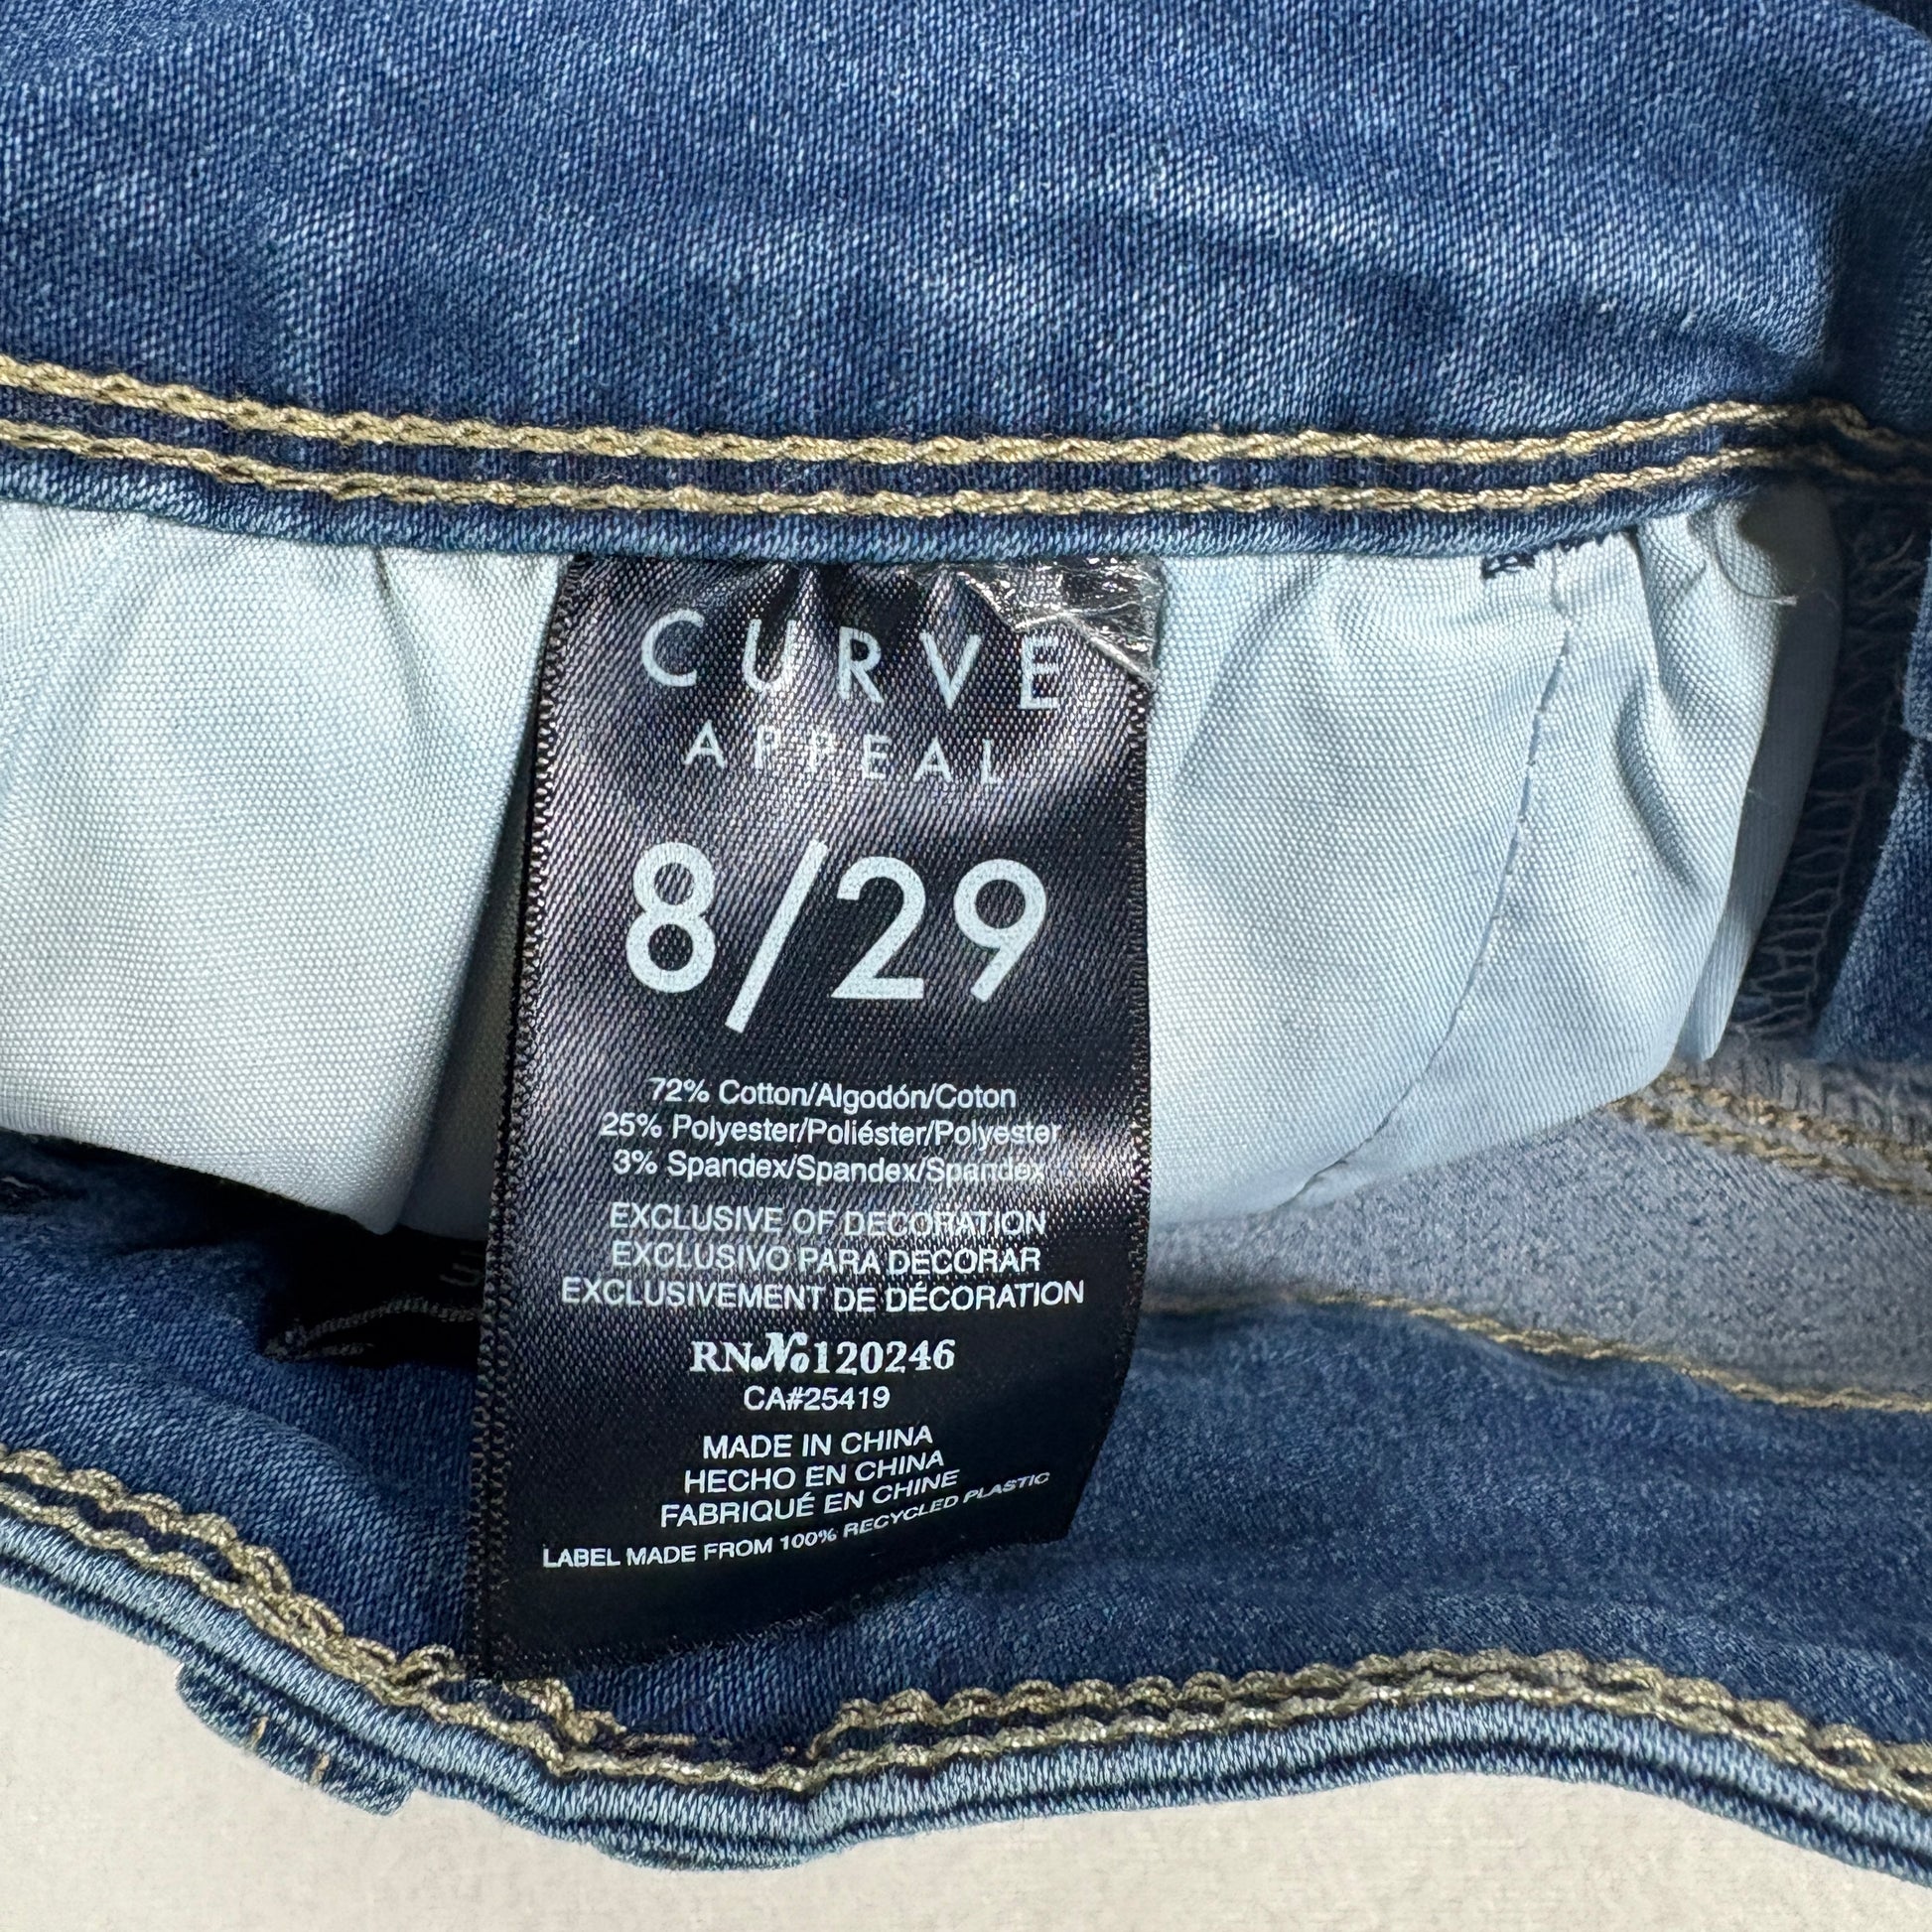 CURVE
APPEAL
8/29
72% Cotton/Algodón/Coton
25% Polyester/Poliéster/Polyester
3% Spandex/Spandex/Spandex
EXCLUSIVE OF DECORATION
EXCLUSIVO PARA DECORAR
EXCLUSIVEMENT DE DÉCORATION
RN№120246
CA#25419
MADE IN CHINA
HECHO EN CHINA
FABRIQUÉ EN CHINE
LABEL MADE FROM 100% RECYCLED PLASTIC